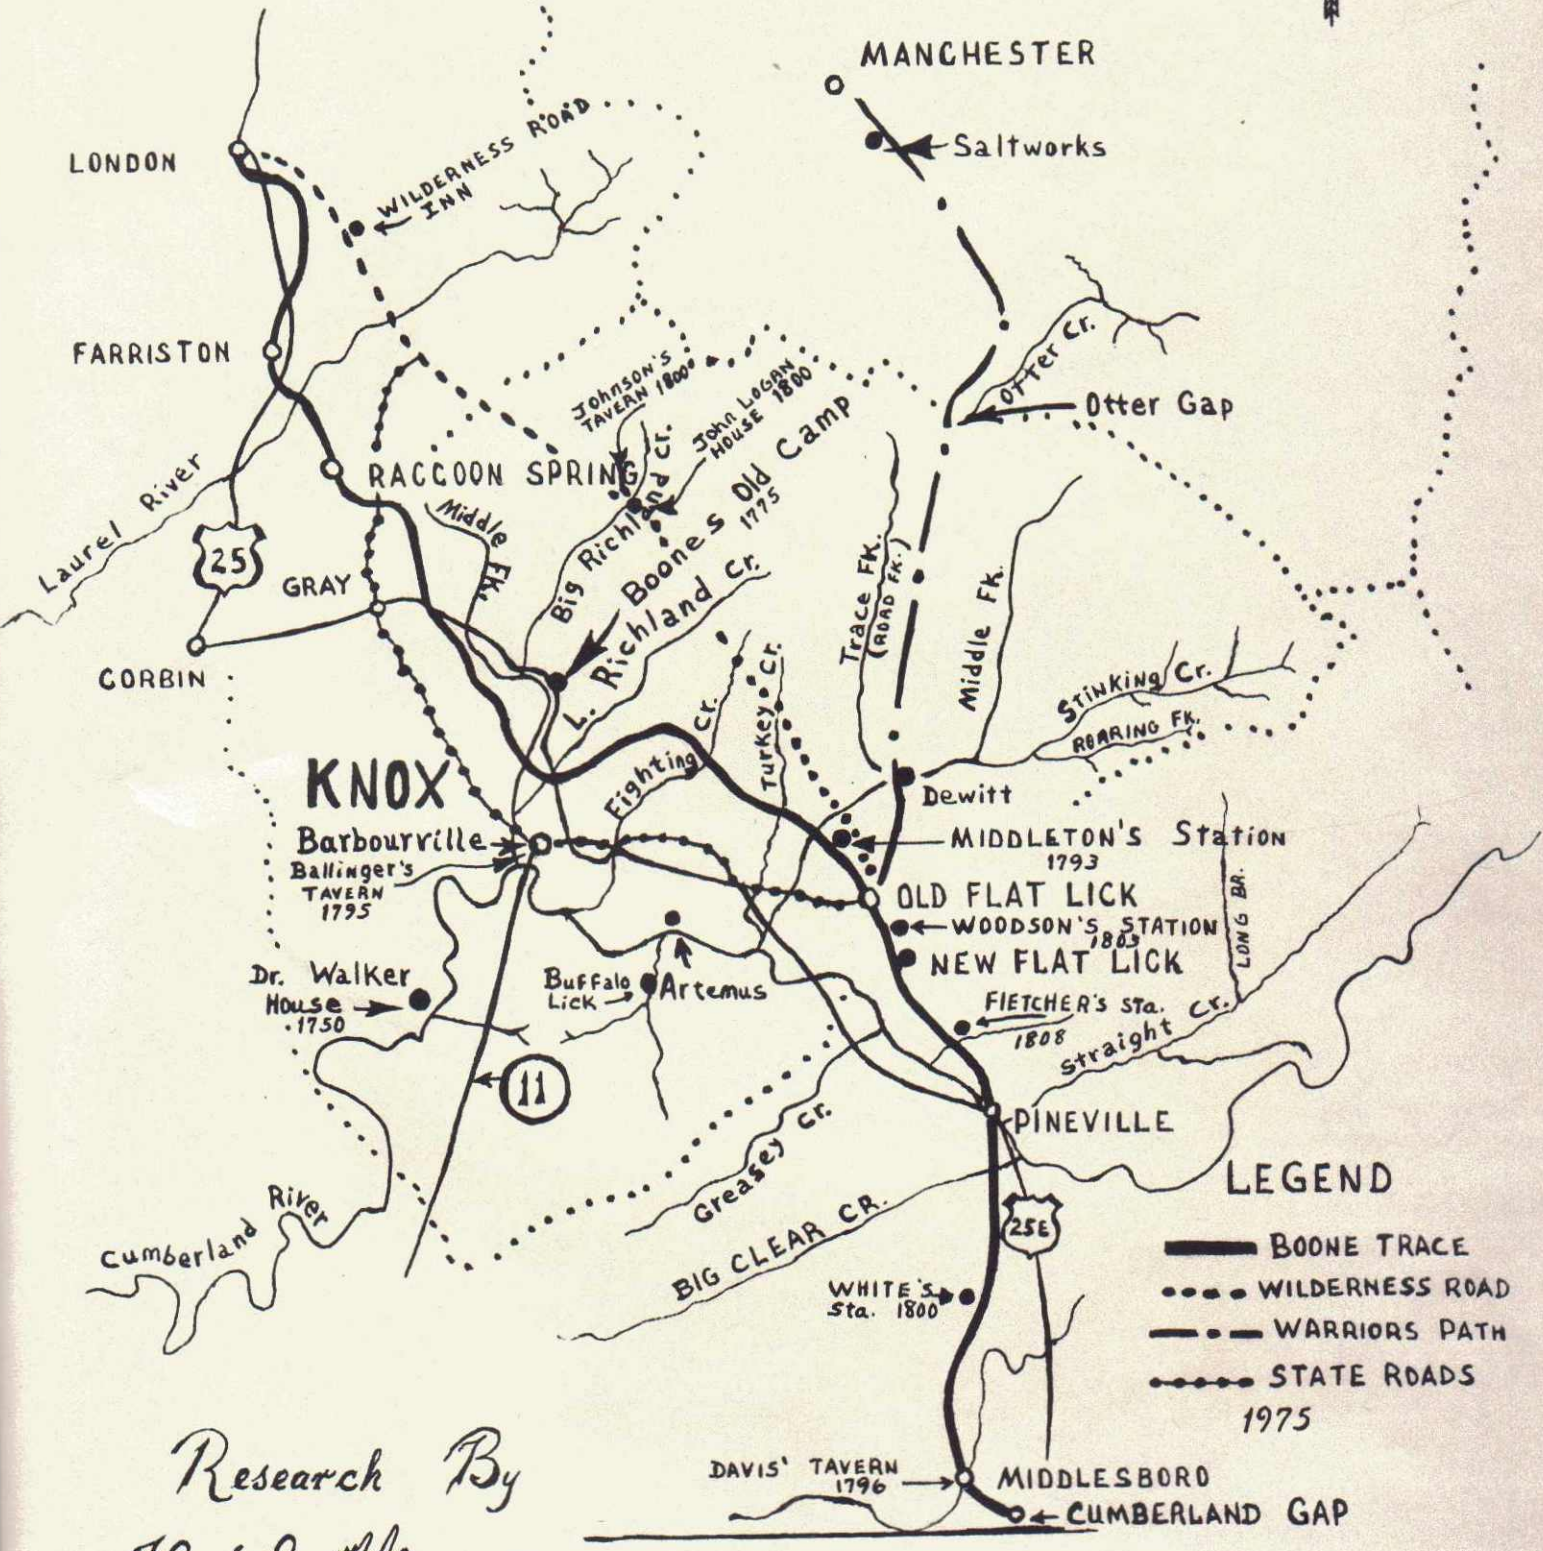 MANCHESTER
Saltworks
LONDON
WILDERNESS ROAD
INN
FARRISTON
Otter Cr.
Otter Gap
Johnson's
TAVERN 1800
John LOGAN
HOUSE 1800
RACCOON SPRING
Big Richland Cr.
Boones Old Camp
1775
Middle FK.
Laurel River
25
GRAY
CORBIN
L. Richland Cr.
Trace FK.
(ROAD FK.)
Middle FK.
Stinking Cr.
ROARING FK.
KNOX
Fighting Cr.
Turkey Cr.
Dewitt
Barbourville
Ballinger's
TAVERN
1795
MIDDLETON'S Station
1793
OLD FLAT LICK
WOODSON'S STATION
1803
NEW FLAT LICK
LONG BR.
Dr. Walker
House
1750
Buffalo
Lick
Artemus
FLETCHER'S Sta.
1808
Straight Cr.
11
PINEVILLE
Greasey Cr.
Cumberland River
BIG CLEAR CR.
25E
WHITE'S
Sta. 1800
LEGEND
BOONE TRACE
WILDERNESS ROAD
WARRIORS PATH
STATE ROADS
1975
Research By
DAVIS' TAVERN
1796
MIDDLESBORO
CUMBERLAND GAP